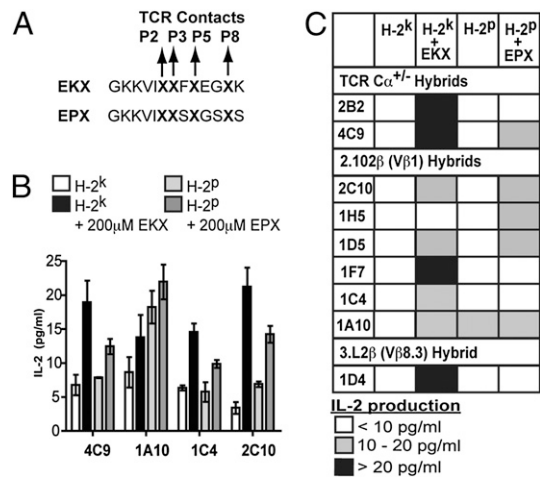 A
TCR Contacts
P2 P3 P5 P8
EKX GKKVIXXFXEGXK
EPX GKKVIXXSXGSXS
B
H-2k
H-2p
H-2k + 200µM EKX
H-2p + 200µM EPX
IL-2 (pg/ml)
25
20
15
10
5
0
4C9 1A10 1C4 2C10
C
H-2k H-2k + EKX H-2p H-2p + EPX
TCR Cα+/- Hybrids
2B2
4C9
2.102β (Vβ1) Hybrids
2C10
1H5
1D5
1F7
1C4
1A10
3.L2β (Vβ8.3) Hybrid
1D4
IL-2 production
< 10 pg/ml
10 - 20 pg/ml
> 20 pg/ml